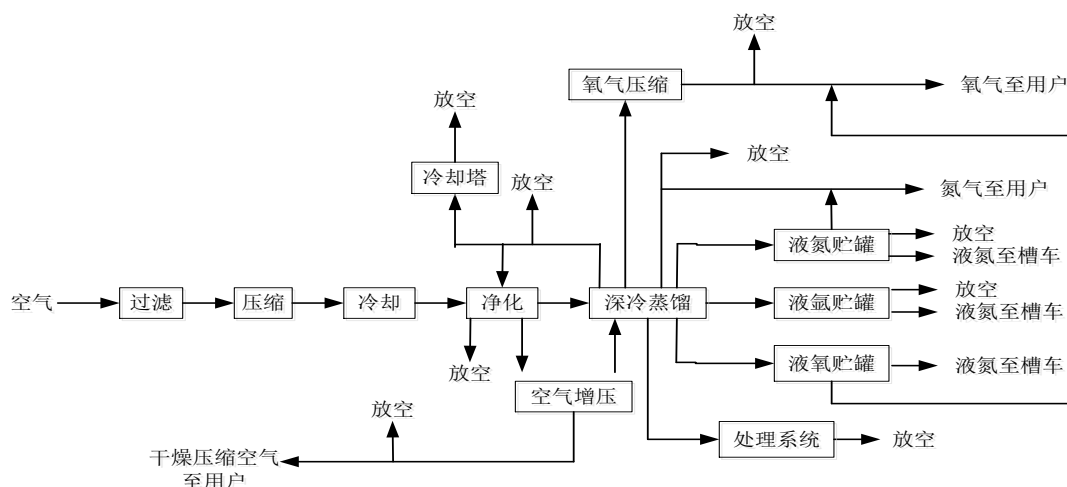 放空
氧气压缩
氧气至用户
放空
放空
冷却塔
放空
氮气至用户
液氮贮罐
放空
液氮至槽车
空气
过滤
压缩
冷却
净化
深冷蒸馏
液氩贮罐
放空
液氮至槽车
放空
空气增压
液氧贮罐
液氮至槽车
放空
处理系统
放空
干燥压缩空气
至用户